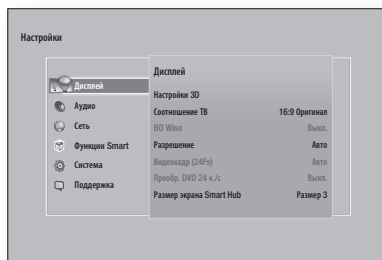 Настройки
Дисплей
Аудио
Сеть
Функции Smart
Система
Поддержка
Дисплей
Настройки 3D
Соотношение ТВ 16:9 Оригинал
BD Wise Выкл.
Разрешение Авто
Видеокадр (24Fs) Авто
Преобр. DVD 24 к./с Выкл.
Размер экрана Smart Hub Размер 3